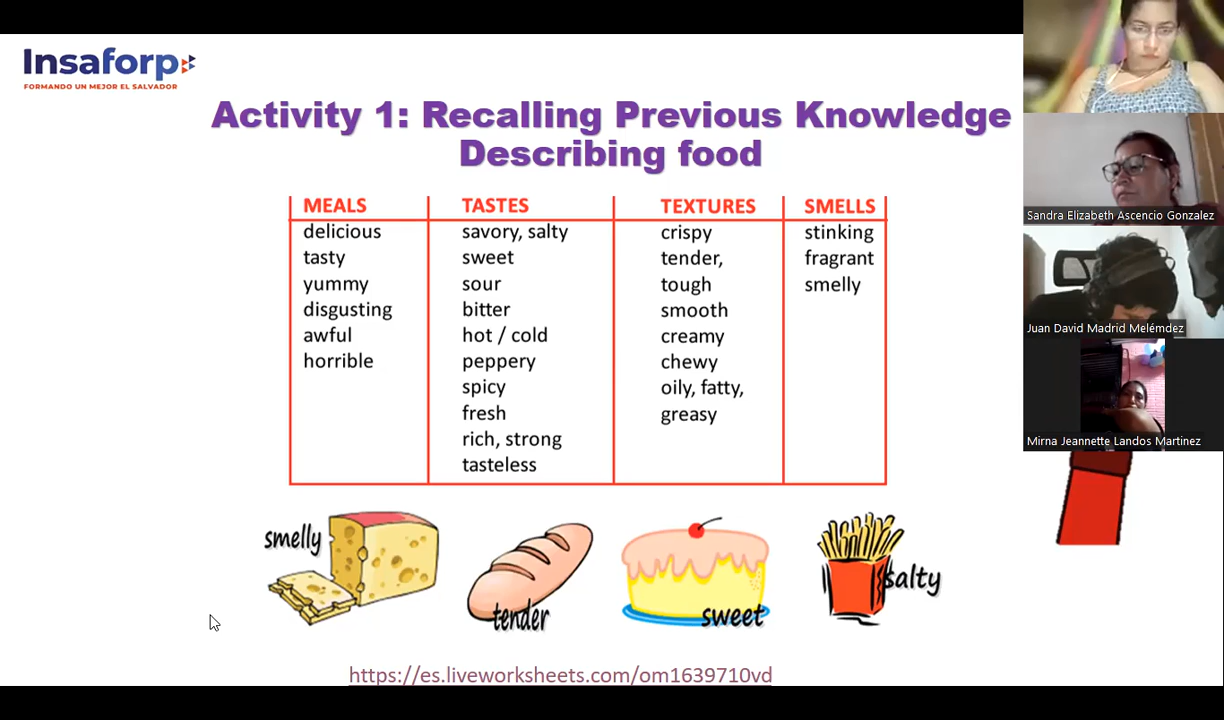 Insaforp
FORMANDO UN MEJOR EL SALVADOR
Activity 1: Recalling Previous Knowledge
Describing food
MEALS
delicious
tasty
yummy
disgusting
awful
horrible
TASTES
savory, salty
sweet
sour
bitter
hot / cold
peppery
spicy
fresh
rich, strong
tasteless
TEXTURES
crispy
tender,
tough
smooth
creamy
chewy
oily, fatty,
greasy
SMELLS
stinking
fragrant
smelly
smelly
tender
sweet
salty
https://es.liveworksheets.com/om1639710vd
Sandra Elizabeth Ascencio Gonzalez
Juan David Madrid Melémdez
Mirna Jeannette Landos Martinez